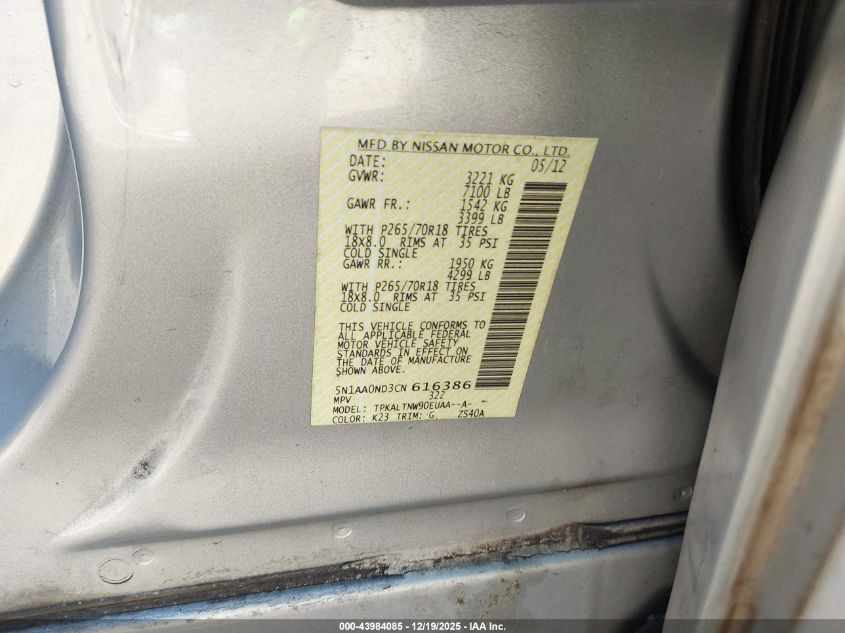 MFD BY NISSAN MOTOR CO., LTD.
DATE: 05/12
GVWR: 3221 KG
7100 LB
GAWR FR.: 1542 KG
3399 LB
WITH P265/70R18 TIRES
18X8.0 RIMS AT 35 PSI
COLD SINGLE
GAWR RR.: 1950 KG
4299 LB
WITH P265/70R18 TIRES
18X8.0 RIMS AT 35 PSI
COLD SINGLE
THIS VEHICLE CONFORMS TO
ALL APPLICABLE FEDERAL
MOTOR VEHICLE SAFETY
STANDARDS IN EFFECT ON
THE DATE OF MANUFACTURE
SHOWN ABOVE.
5N1AA0ND3CN 616386
MPV 322
MODEL: TPKALTNW90EUAA--A- -
COLOR: K23 TRIM: G ZS40A
000-43984085 - 12/19/2025 - IAA Inc.